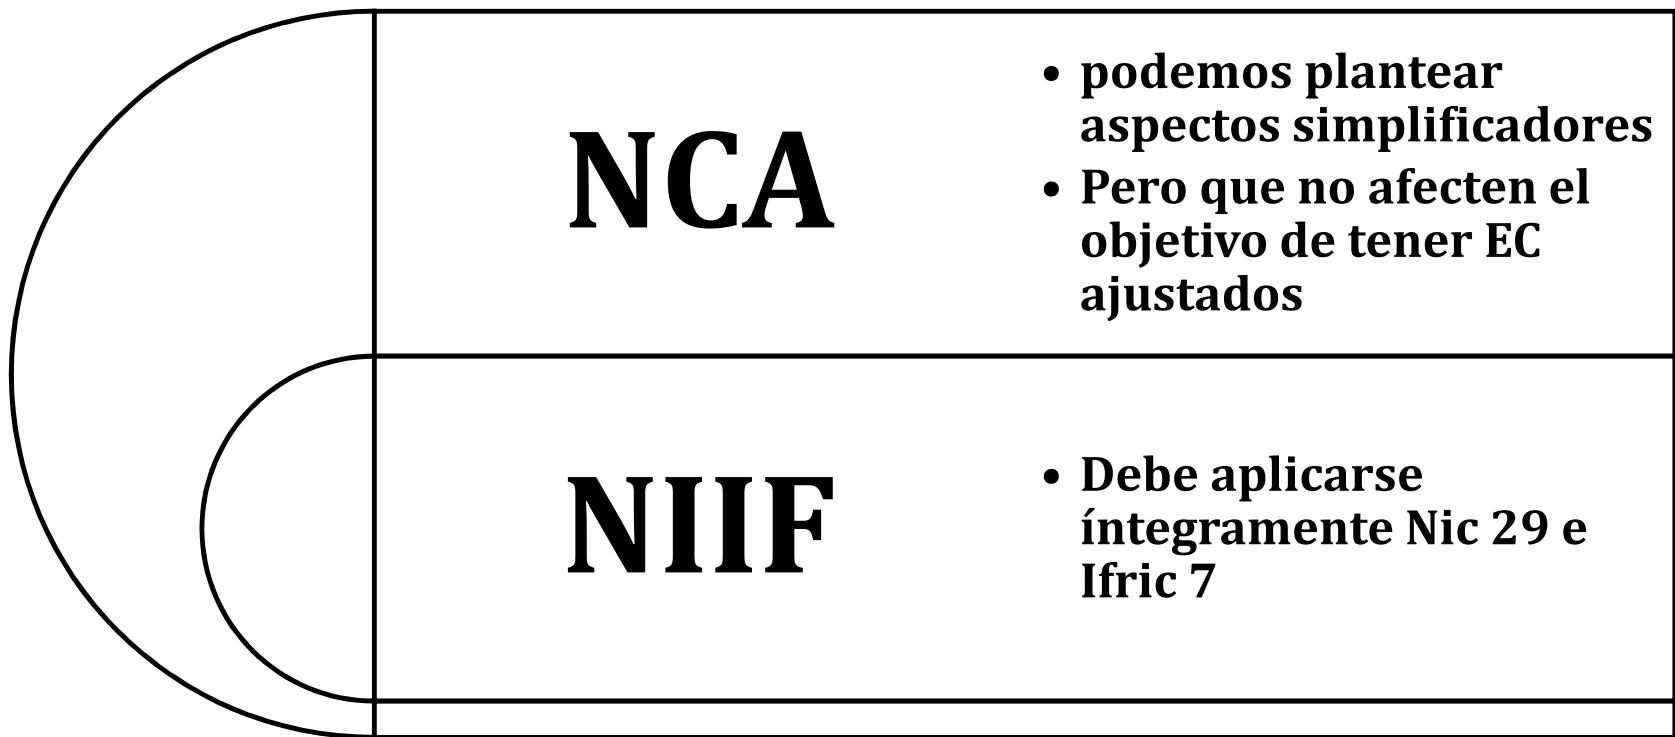 NCA
• podemos plantear
aspectos simplificadores
• Pero que no afecten el
objetivo de tener EC
ajustados
NIIF
• Debe aplicarse
íntegramente Nic 29 e
Ifric 7